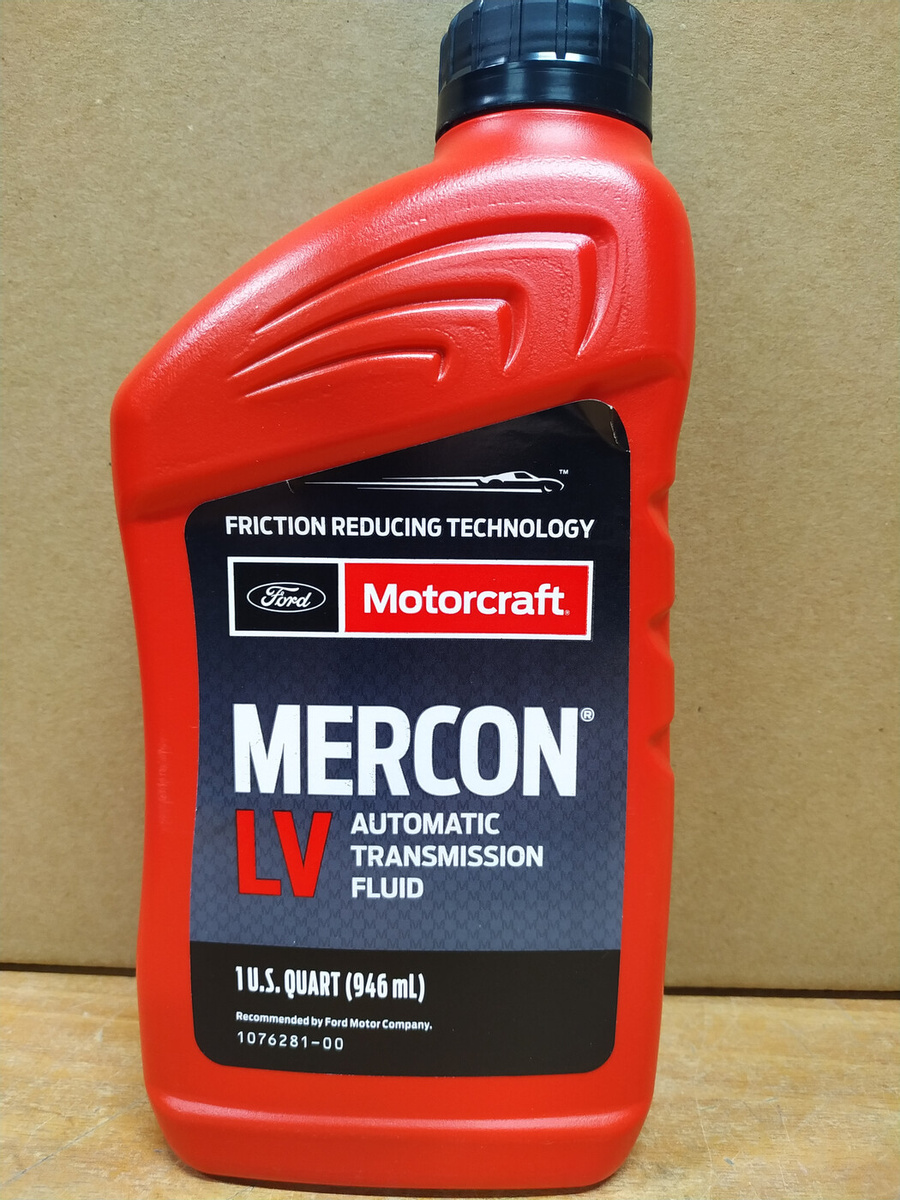 ™
FRICTION REDUCING TECHNOLOGY
Ford Motorcraft®
MERCON®
LV AUTOMATIC
TRANSMISSION
FLUID
1 U.S. QUART (946 mL)
Recommended by Ford Motor Company.
1076281-00